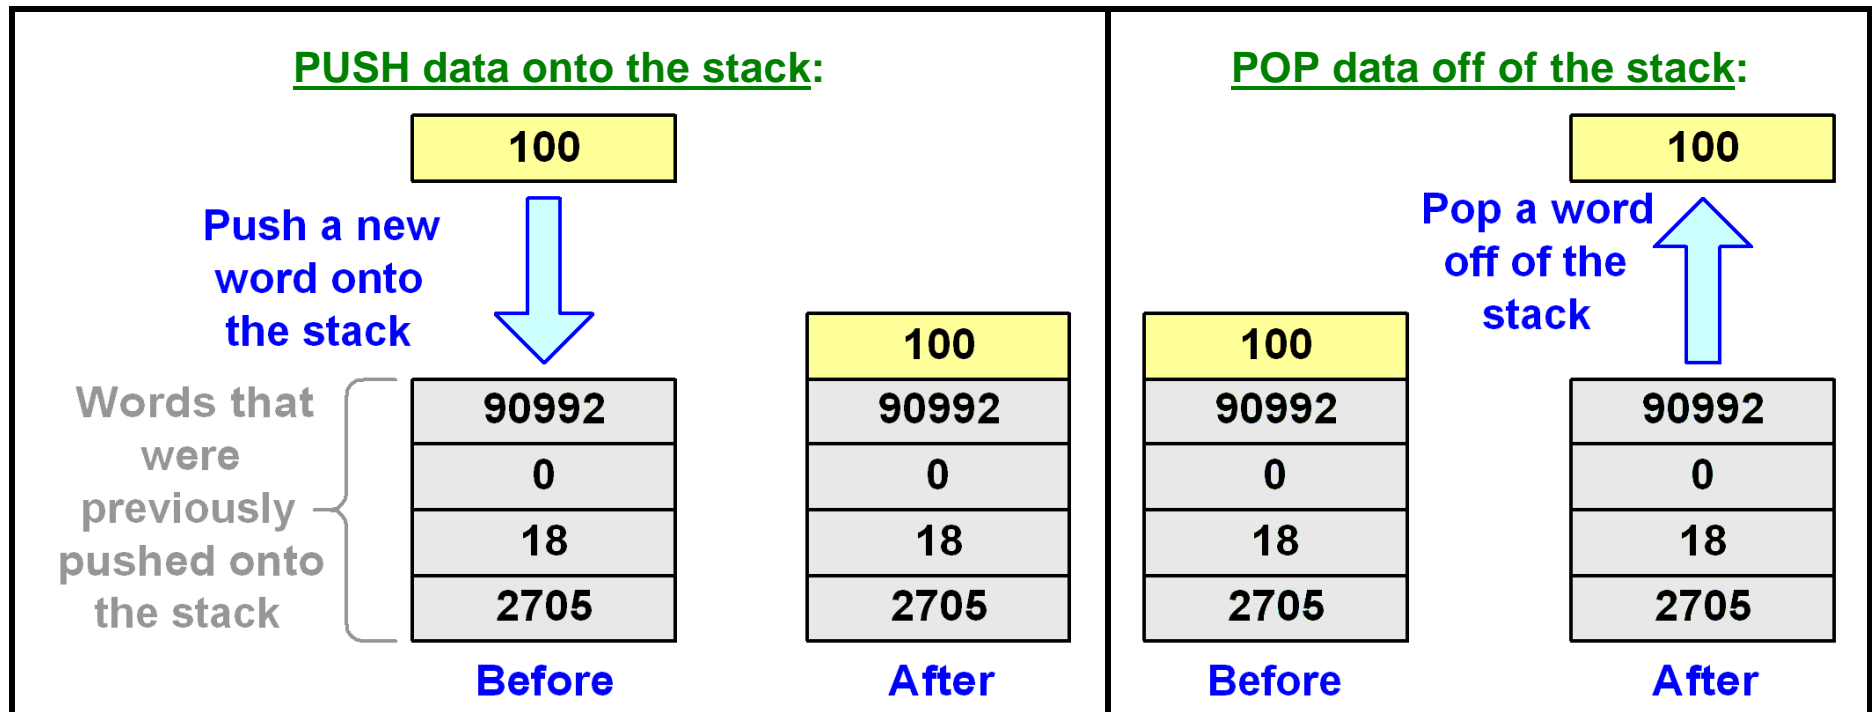 PUSH data onto the stack:
100
Push a new
word onto
the stack
Words that
were
previously
pushed onto
the stack
90992
0
18
2705
Before
100
90992
0
18
2705
After
POP data off of the stack:
100
90992
0
18
2705
Before
100
Pop a word
off of the
stack
90992
0
18
2705
After